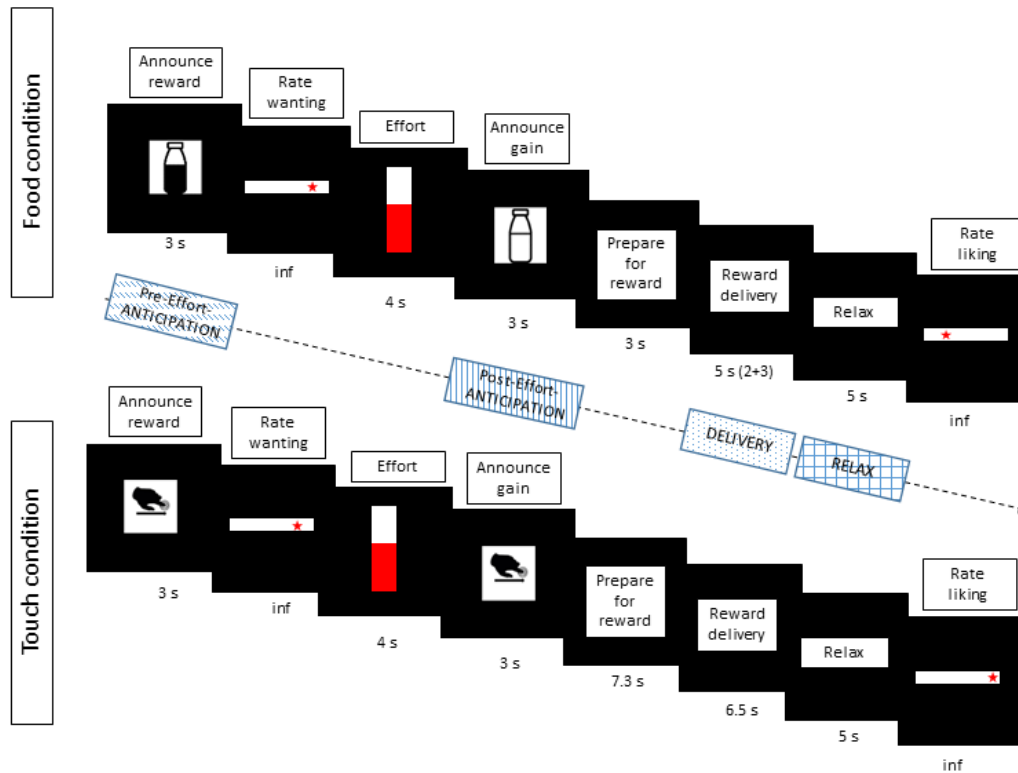 Food condition
Announce
reward
Rate
wanting
Effort
Announce
gain
Prepare
for
reward
Reward
delivery
Relax
Rate
liking
3 s
inf
4 s
3 s
3 s
5 s (2+3)
5 s
inf
Pre-Effort-
ANTICIPATION
Post-Effort-
ANTICIPATION
DELIVERY
RELAX
Touch condition
Announce
reward
Rate
wanting
Effort
Announce
gain
Prepare
for
reward
Reward
delivery
Relax
Rate
liking
3 s
inf
4 s
3 s
7.3 s
6.5 s
5 s
inf